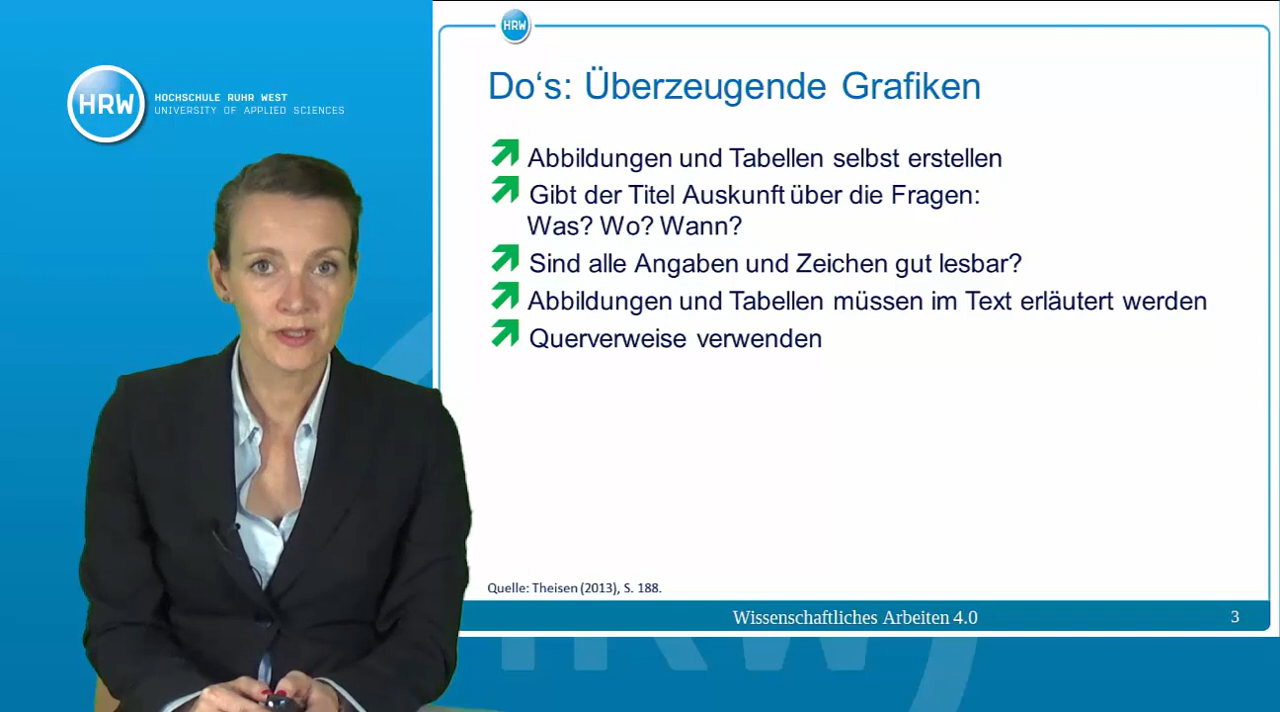 HRW
HOCHSCHULE RUHR WEST
UNIVERSITY OF APPLIED SCIENCES
HRW
Do‘s: Überzeugende Grafiken
Abbildungen und Tabellen selbst erstellen
Gibt der Titel Auskunft über die Fragen:
Was? Wo? Wann?
Sind alle Angaben und Zeichen gut lesbar?
Abbildungen und Tabellen müssen im Text erläutert werden
Querverweise verwenden
Quelle: Theisen (2013), S. 188.
Wissenschaftliches Arbeiten 4.0
3
HRW